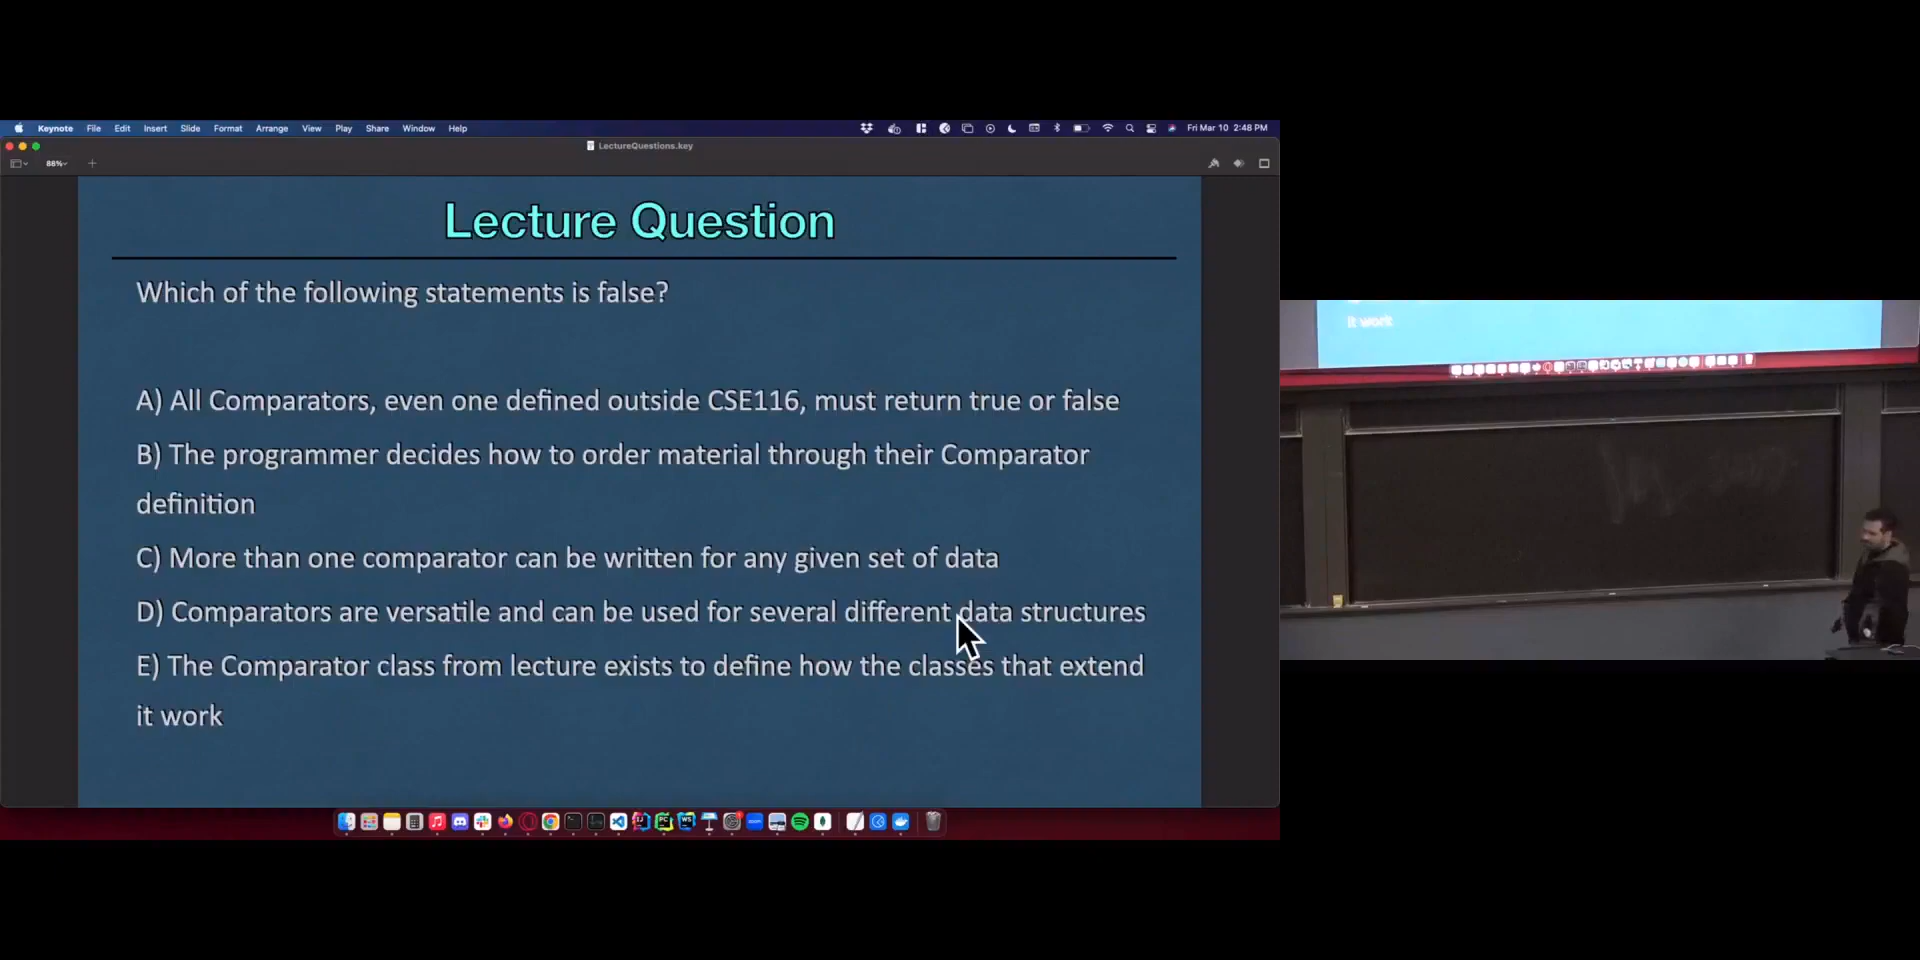 Keynote File Edit Insert Slide Format Arrange View Play Share Window Help Fri Mar 10 2:48 PM
LectureQuestions.key
88%
Lecture Question
Which of the following statements is false?
A) All Comparators, even one defined outside CSE116, must return true or false
B) The programmer decides how to order material through their Comparator
definition
C) More than one comparator can be written for any given set of data
D) Comparators are versatile and can be used for several different data structures
E) The Comparator class from lecture exists to define how the classes that extend
it work
it work